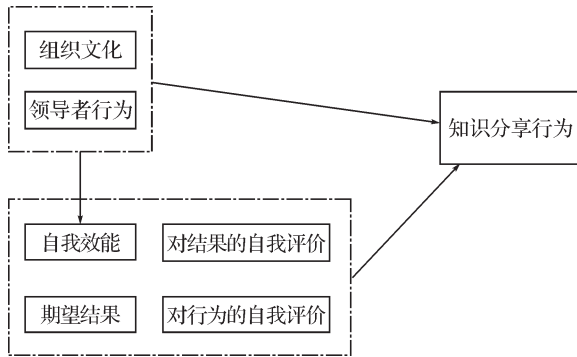 组织文化
领导者行为
知识分享行为
自我效能
对结果的自我评价
期望结果
对行为的自我评价